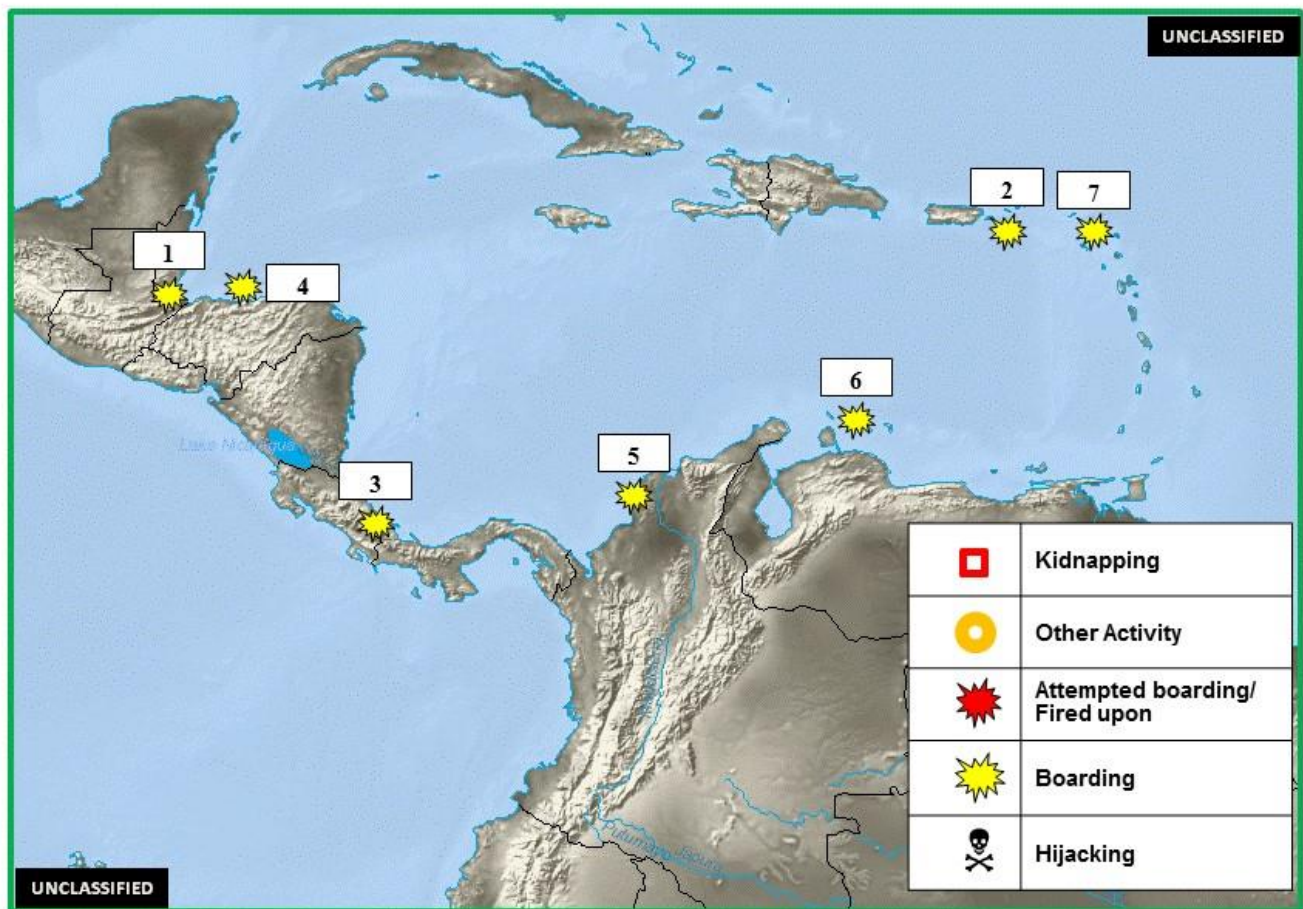 UNCLASSIFIED
2
7
1
4
6
Lake Nicaragua
5
3
Kidnapping
Other Activity
Attempted boarding/
Fired upon
Boarding
Hijacking
Putumayo
Japurá
UNCLASSIFIED